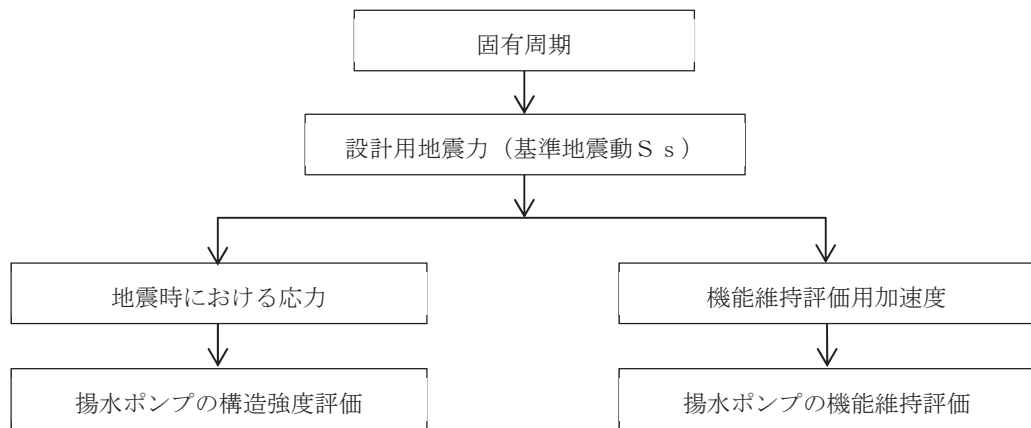 固有周期
設計用地震力（基準地震動Ｓｓ）
地震時における応力
機能維持評価用加速度
揚水ポンプの構造強度評価
揚水ポンプの機能維持評価